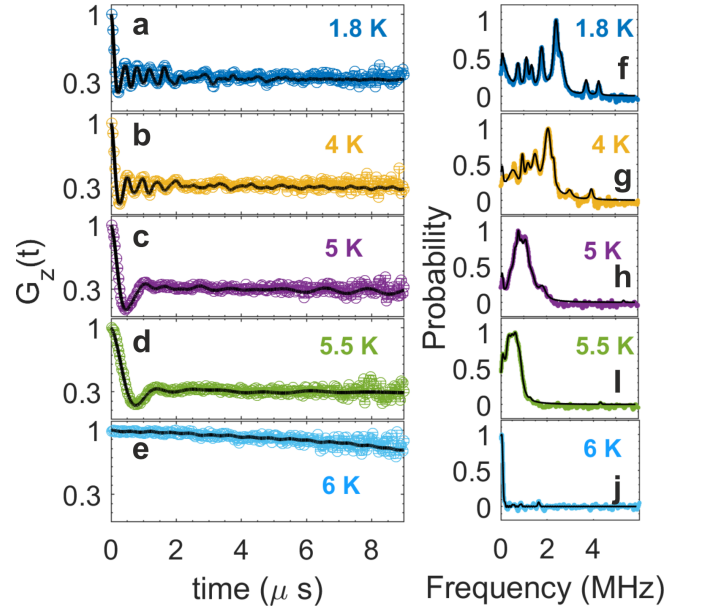 a 1.8 K
1
0.3
b 4 K
1
0.3
c 5 K
1
0.3
d 5.5 K
1
0.3
e 6 K
1
0.3
0 2 4 6 8
time (μ s)
G_z(t)
1.8 K
f
1
0.5
0
4 K
g
1
0.5
0
5 K
h
1
0.5
0
5.5 K
I
1
0.5
0
6 K
j
1
0.5
0
0 2 4
Frequency (MHz)
Probability